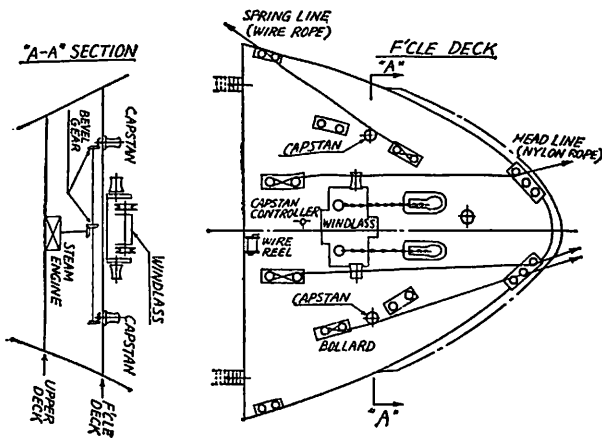 "A-A" SECTION
BEVEL
GEAR
CAPSTAN
STEAM
ENGINE
WINDLASS
CAPSTAN
UPPER
DECK
F'CLE
DECK
SPRING LINE
(WIRE ROPE)
F'CLE DECK
"A"
CAPSTAN
HEAD LINE
(NYLON ROPE)
CAPSTAN
CONTROLLER
WINDLASS
WIRE
REEL
CAPSTAN
BOLLARD
"A"